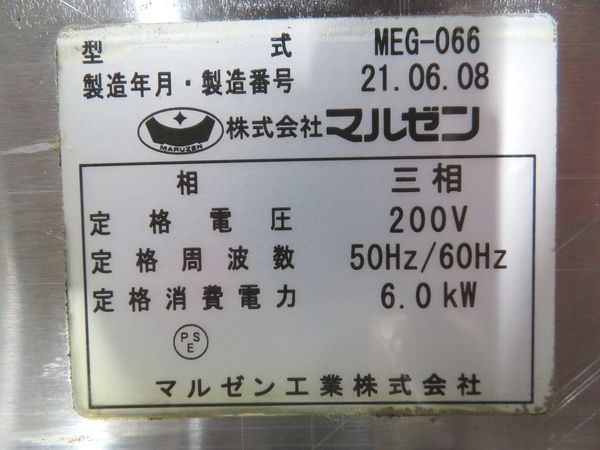 型式 MEG-066
製造年月・製造番号 21.06.08
MARUZEN 株式会社マルゼン
相 三相
定格電圧 200V
定格周波数 50Hz/60Hz
定格消費電力 6.0kW
PS
E
マルゼン工業株式会社